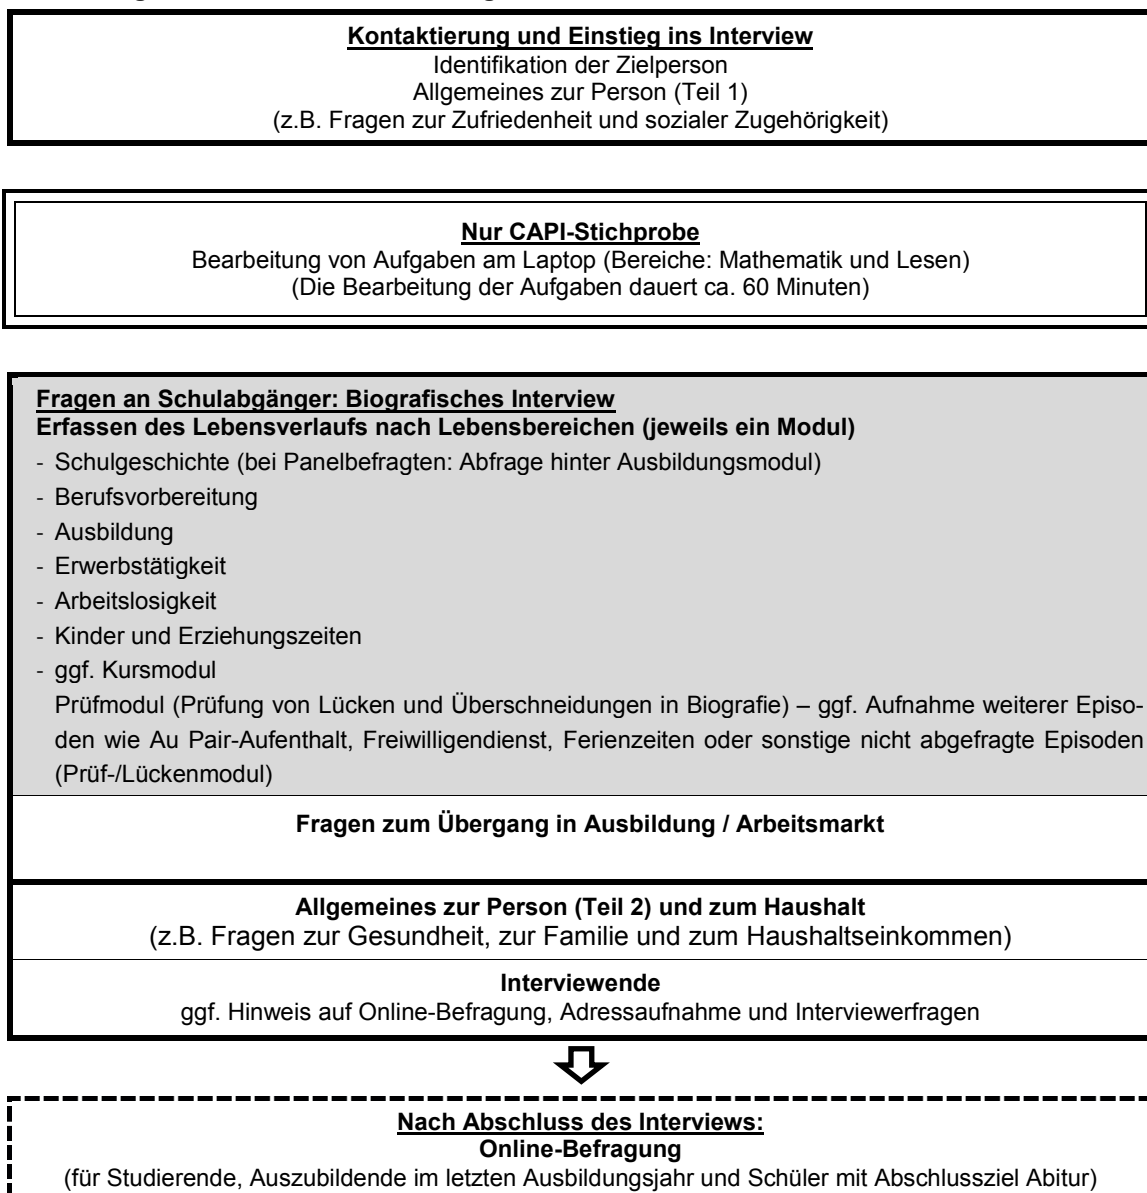 Kontaktierung und Einstieg ins Interview
Identifikation der Zielperson
Allgemeines zur Person (Teil 1)
(z.B. Fragen zur Zufriedenheit und sozialer Zugehörigkeit)
Nur CAPI-Stichprobe
Bearbeitung von Aufgaben am Laptop (Bereiche: Mathematik und Lesen)
(Die Bearbeitung der Aufgaben dauert ca. 60 Minuten)
Fragen an Schulabgänger: Biografisches Interview
Erfassen des Lebensverlaufs nach Lebensbereichen (jeweils ein Modul)
- Schulgeschichte (bei Panelbefragten: Abfrage hinter Ausbildungsmodul)
- Berufsvorbereitung
- Ausbildung
- Erwerbstätigkeit
- Arbeitslosigkeit
- Kinder und Erziehungszeiten
- ggf. Kursmodul
Prüfmodul (Prüfung von Lücken und Überschneidungen in Biografie) – ggf. Aufnahme weiterer Episo-
den wie Au Pair-Aufenthalt, Freiwilligendienst, Ferienzeiten oder sonstige nicht abgefragte Episoden
(Prüf-/Lückenmodul)
Fragen zum Übergang in Ausbildung / Arbeitsmarkt
Allgemeines zur Person (Teil 2) und zum Haushalt
(z.B. Fragen zur Gesundheit, zur Familie und zum Haushaltseinkommen)
Interviewende
ggf. Hinweis auf Online-Befragung, Adressaufnahme und Interviewerfragen
Nach Abschluss des Interviews:
Online-Befragung
(für Studierende, Auszubildende im letzten Ausbildungsjahr und Schüler mit Abschlussziel Abitur)